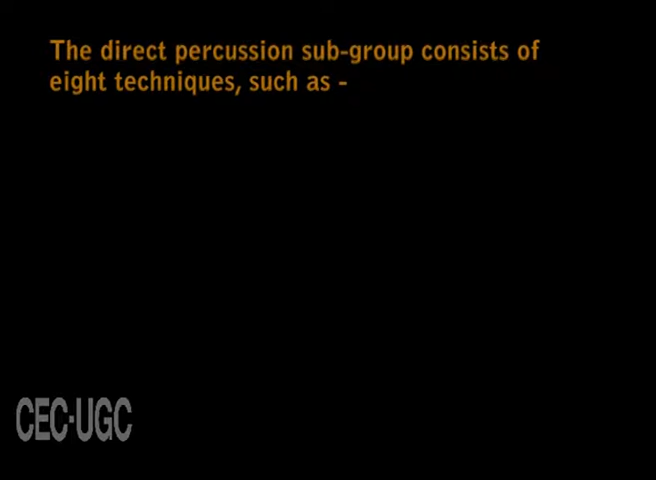 The direct percussion sub-group consists of
eight techniques, such as -
CEC-UGC